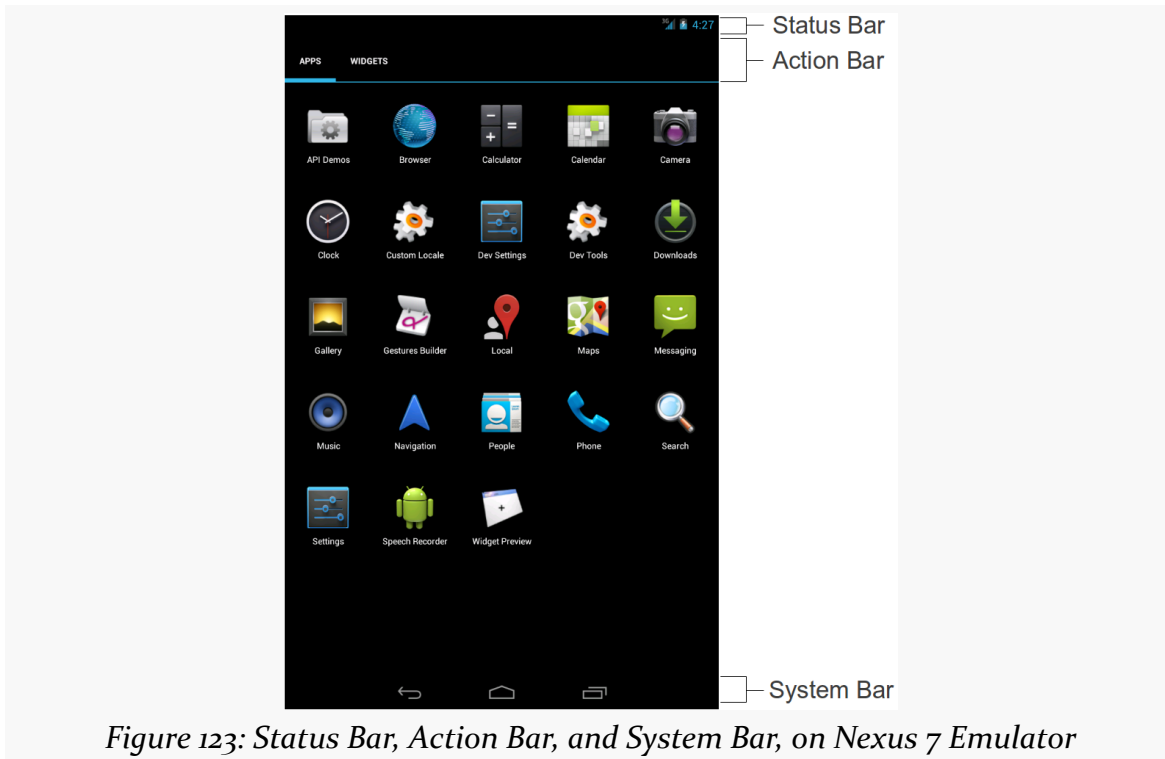 3G 4:27
Status Bar
Action Bar
APPS WIDGETS
API Demos Browser Calculator Calendar Camera
Clock Custom Locale Dev Settings Dev Tools Downloads
Gallery Gestures Builder Local Maps Messaging
Music Navigation People Phone Search
Settings Speech Recorder Widget Preview
System Bar
Figure 123: Status Bar, Action Bar, and System Bar, on Nexus 7 Emulator